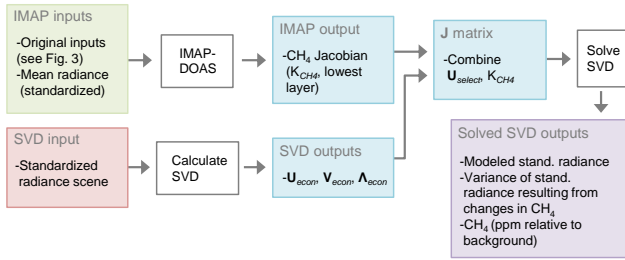 IMAP inputs
-Original inputs
(see Fig. 3)
-Mean radiance
(standardized)
IMAP-
DOAS
IMAP output
-CH4 Jacobian
(KCH4, lowest
layer)
J matrix
-Combine
Uselect, KCH4
Solve
SVD
SVD input
-Standardized
radiance scene
Calculate
SVD
SVD outputs
-Uecon, Vecon, Λecon
Solved SVD outputs
-Modeled stand. radiance
-Variance of stand.
radiance resulting from
changes in CH4
-CH4 (ppm relative to
background)